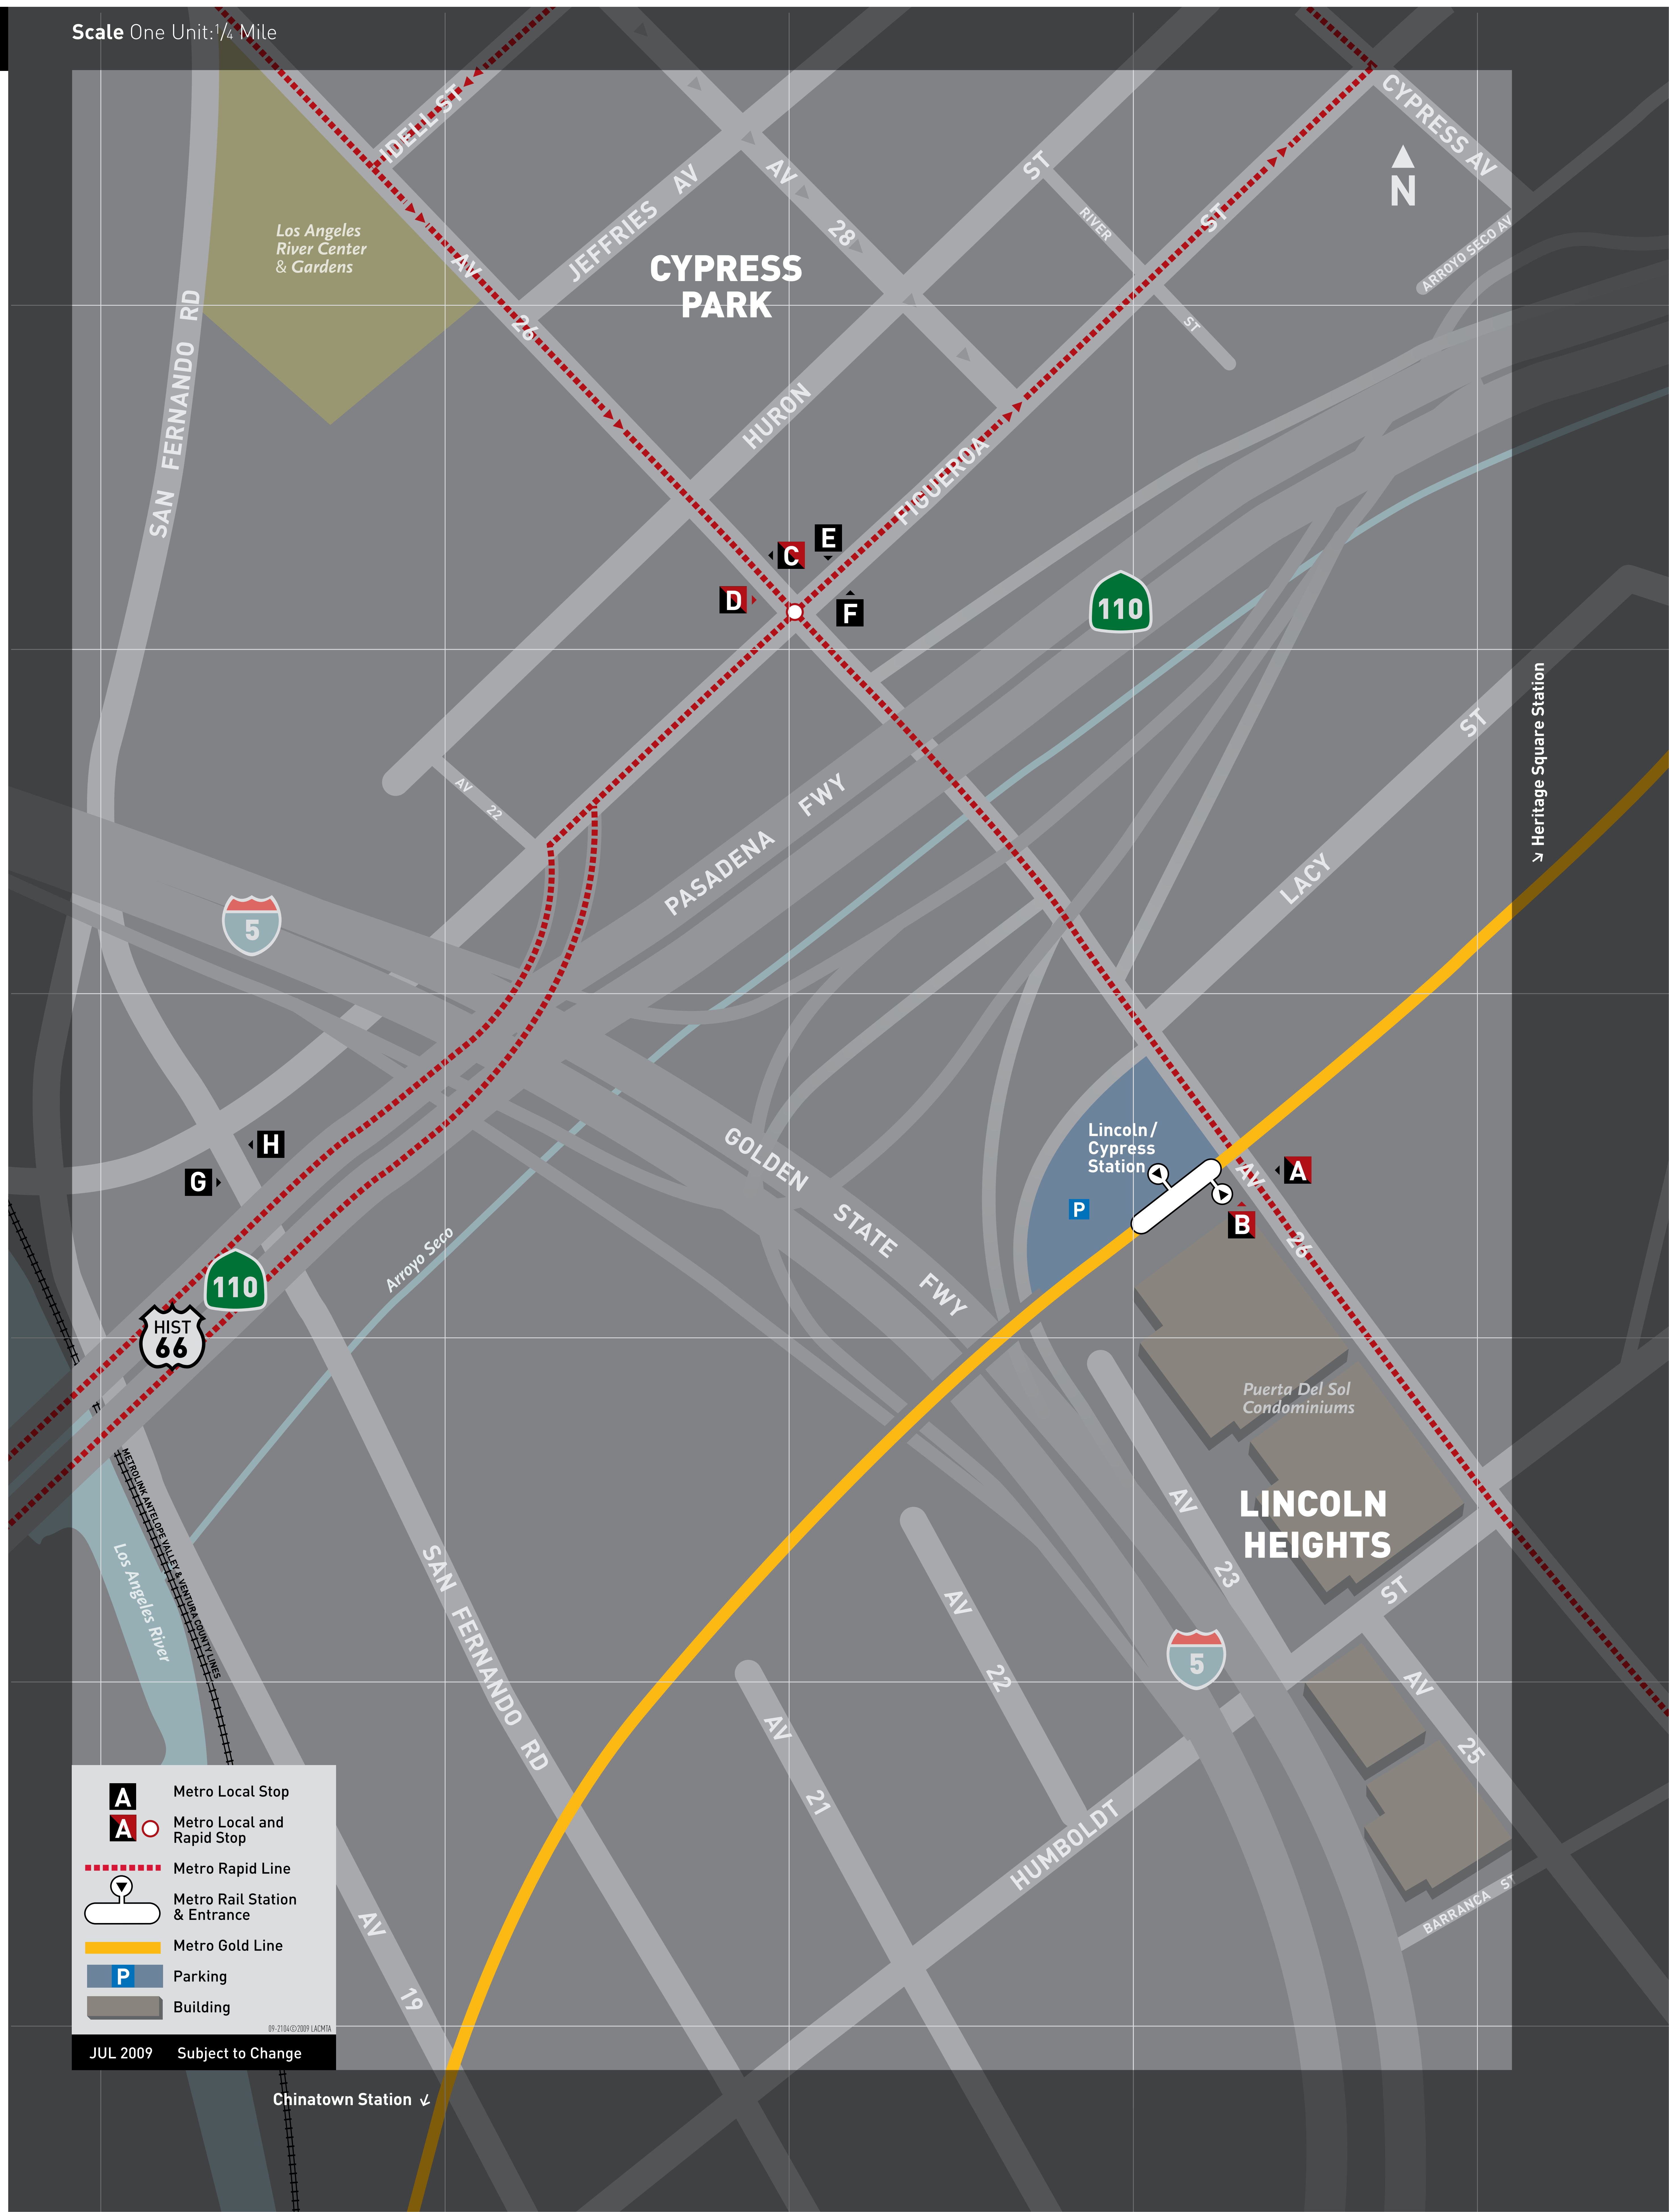 Scale One Unit: 1/4 Mile
IDELL ST
CYPRESS AV
N
AV 28
ST
RIVER ST
ST
JEFFRIES AV
ARROYO SECO AV
Los Angeles
River Center
& Gardens
AV 26
CYPRESS
PARK
SAN FERNANDO RD
HURON
FIGUEROA
E
C
D
F
110
Heritage Square Station
ST
AV 22
PASADENA FWY
LACY
5
H
G
Lincoln/
Cypress
Station
GOLDEN STATE FWY
AV 26
A
P
B
Arroyo Seco
110
HIST
66
Puerta Del Sol
Condominiums
LINCOLN
HEIGHTS
METROLINK ANTELOPE VALLEY & VENTURA COUNTY LINES
Los Angeles River
SAN FERNANDO RD
AV 23
ST
AV 22
5
AV 25
AV 21
HUMBOLDT
BARRANCA ST
AV 19
A Metro Local Stop
A Metro Local and
Rapid Stop
Metro Rapid Line
Metro Rail Station
& Entrance
Metro Gold Line
P Parking
Building
09-2104©2009 LACMTA
JUL 2009 Subject to Change
Chinatown Station